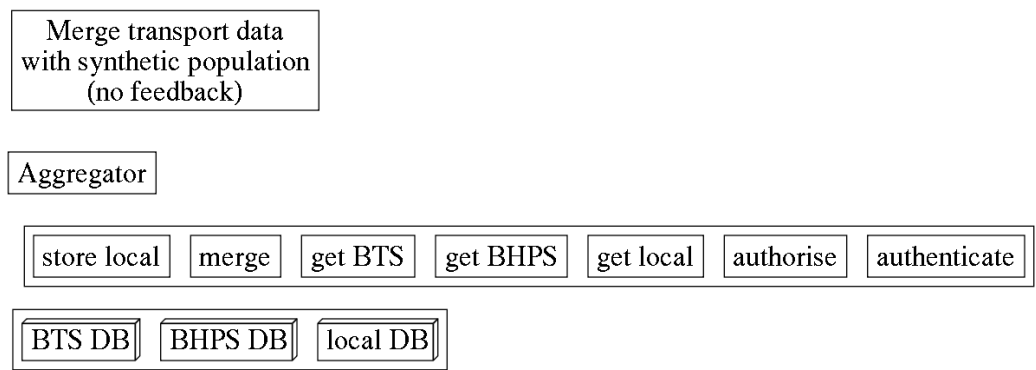 Merge transport data
with synthetic population
(no feedback)
Aggregator
store local merge get BTS get BHPS get local authorise authenticate
BTS DB BHPS DB local DB